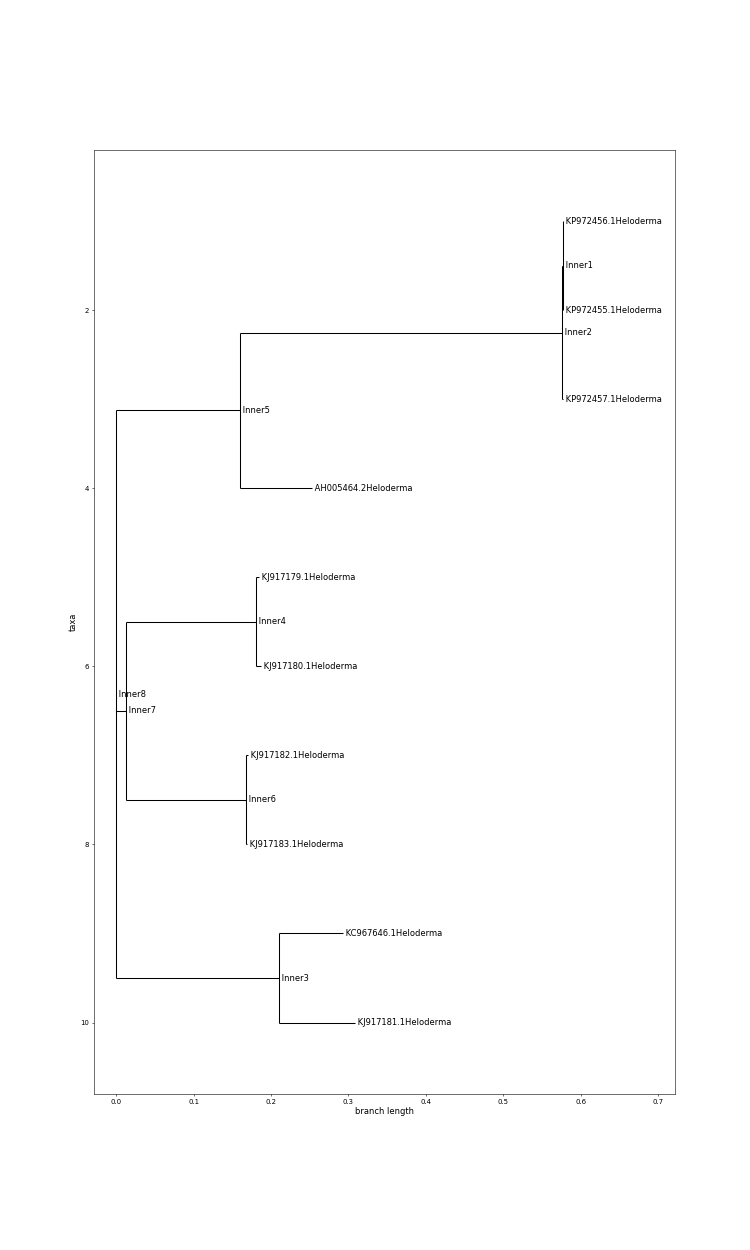 KP972456.1Heloderma
Inner1
2
KP972455.1Heloderma
Inner2
KP972457.1Heloderma
Inner5
4
AH005464.2Heloderma
KJ917179.1Heloderma
taxa
Inner4
6
KJ917180.1Heloderma
Inner8
Inner7
KJ917182.1Heloderma
Inner6
8
KJ917183.1Heloderma
KC967646.1Heloderma
Inner3
10
KJ917181.1Heloderma
0.0 0.1 0.2 0.3 0.4 0.5 0.6 0.7
branch length